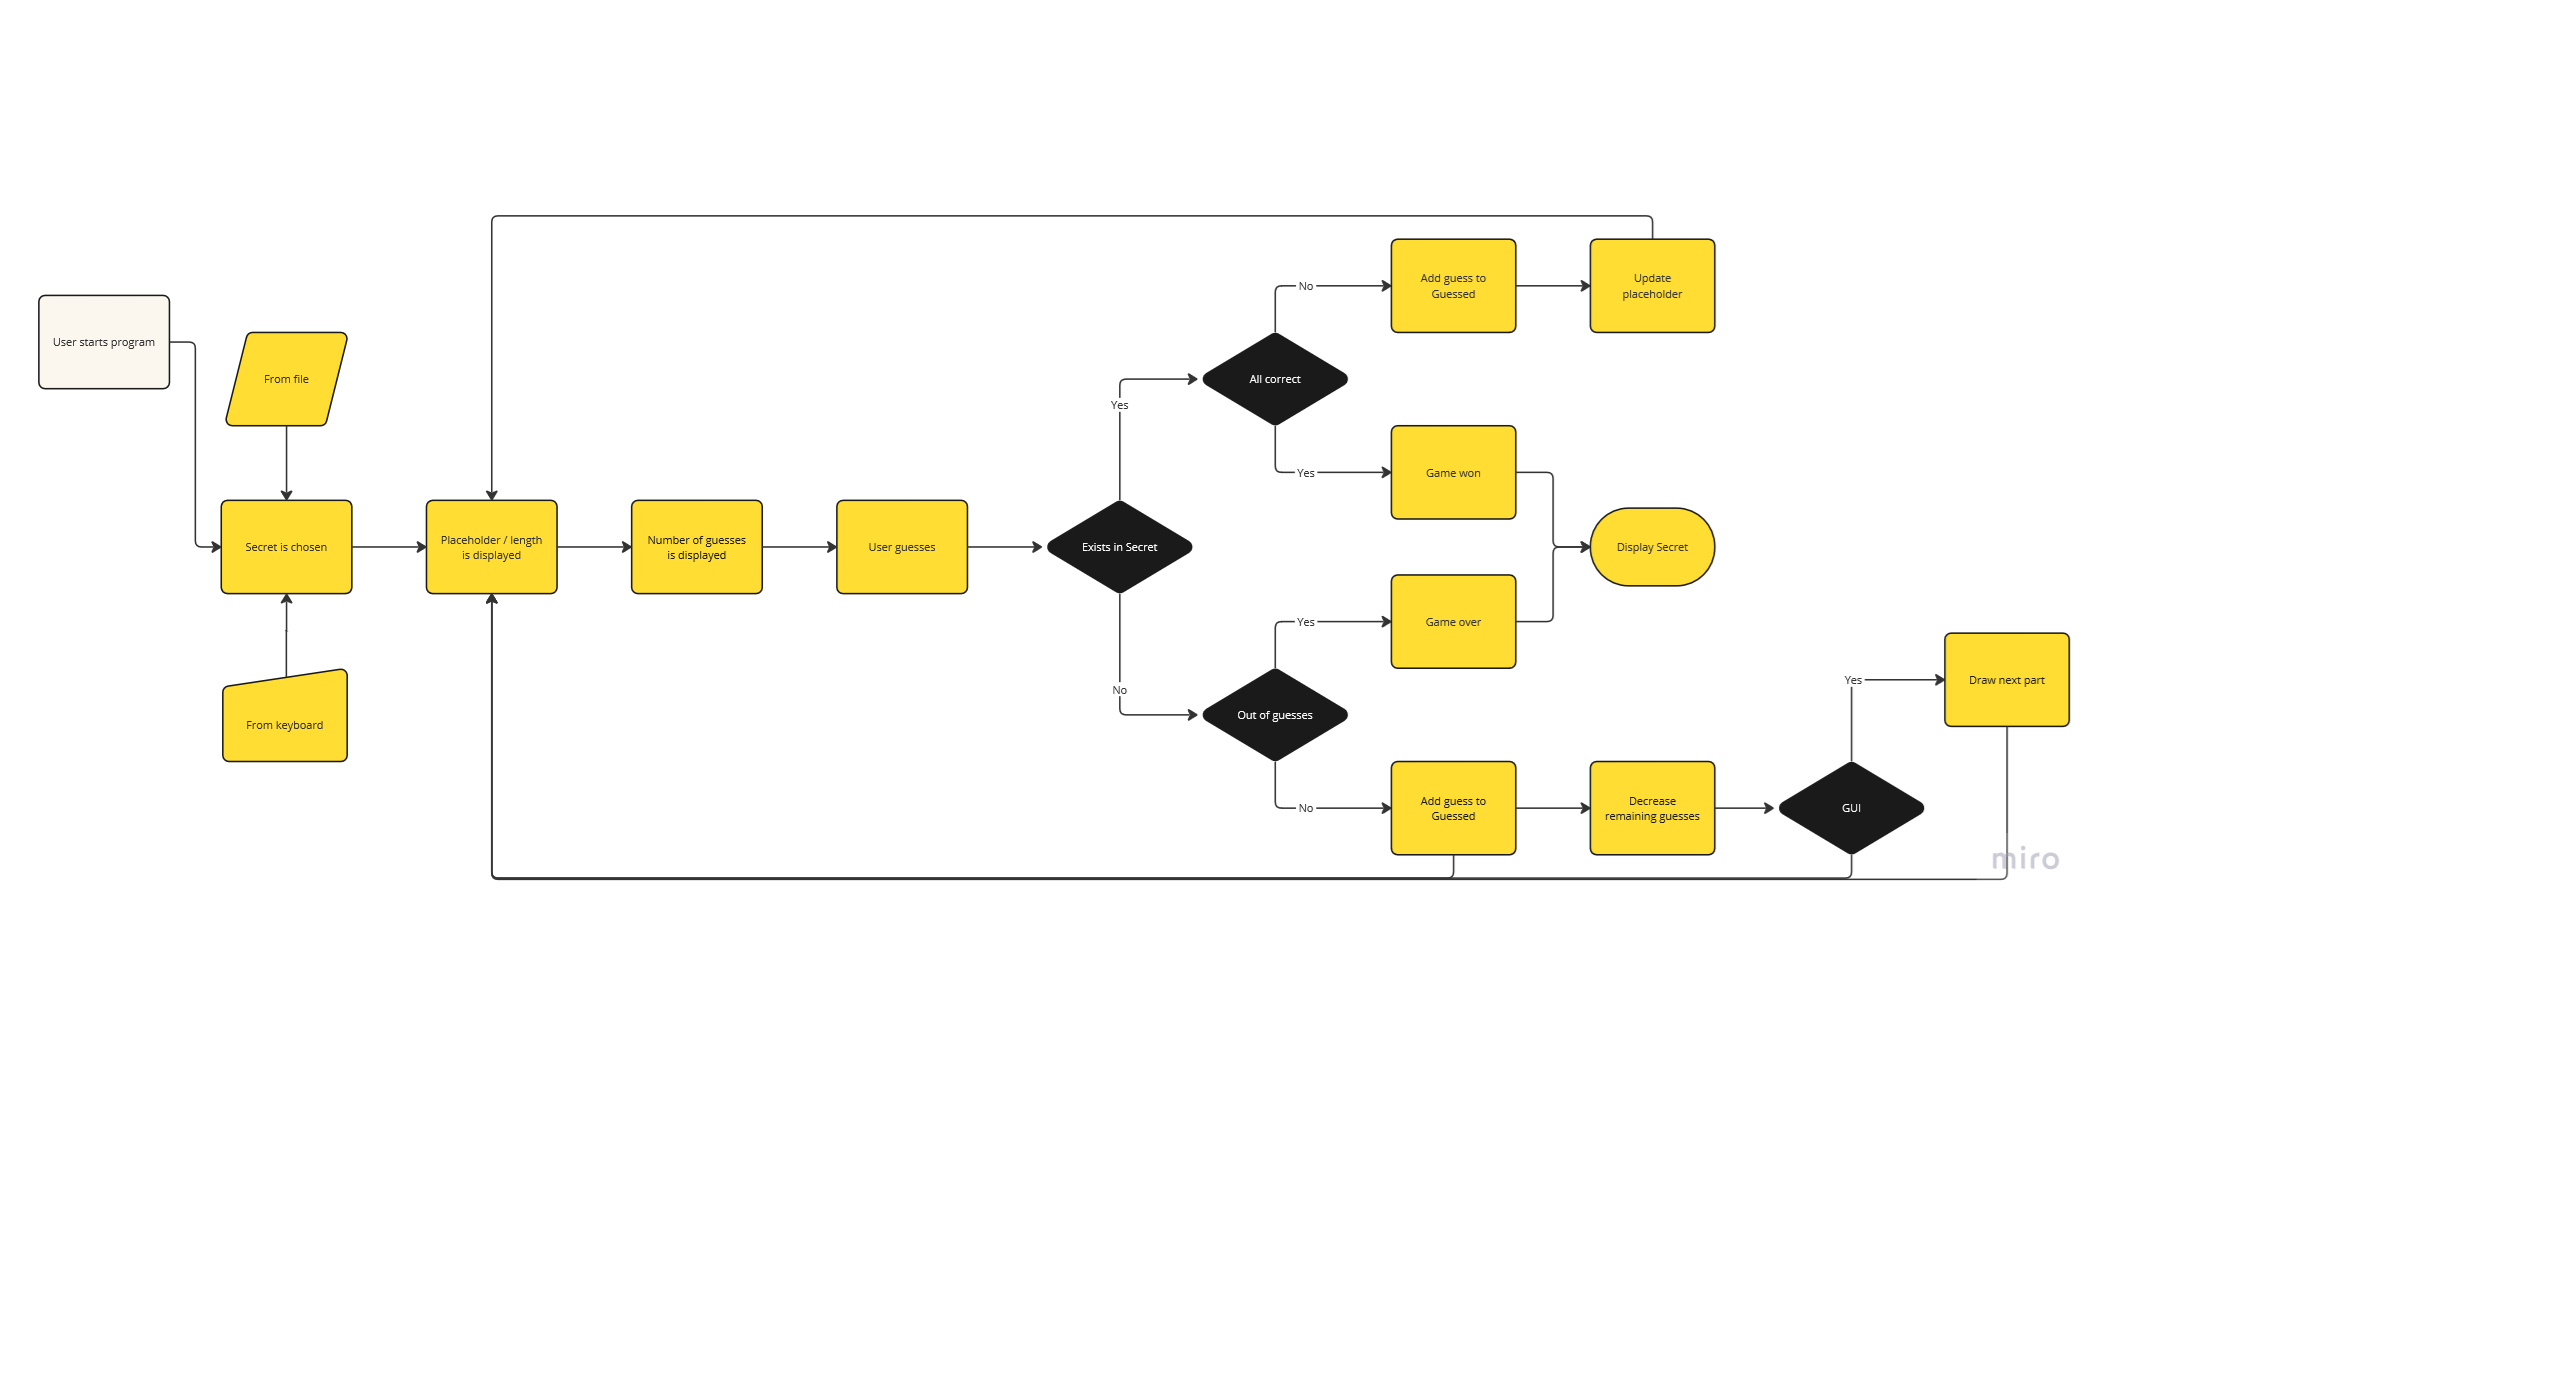 User starts program
From file
Secret is chosen
From keyboard
Placeholder / length
is displayed
Number of guesses
is displayed
User guesses
Exists in Secret
Yes
No
All correct
No
Yes
Add guess to
Guessed
Update
placeholder
Game won
Display Secret
Game over
Out of guesses
Yes
No
Add guess to
Guessed
Decrease
remaining guesses
GUI
Yes
Draw next part
miro